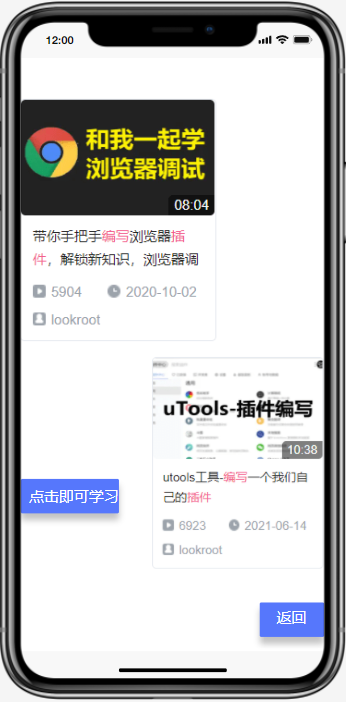 12:00
和我一起学
浏览器调试
08:04
带你手把手编写浏览器插
件，解锁新知识，浏览器调
5904 2020-10-02
lookroot
uTools-插件编写
10:38
utools工具-编写一个我们自
己的插件
6923 2021-06-14
lookroot
点击即可学习
返回